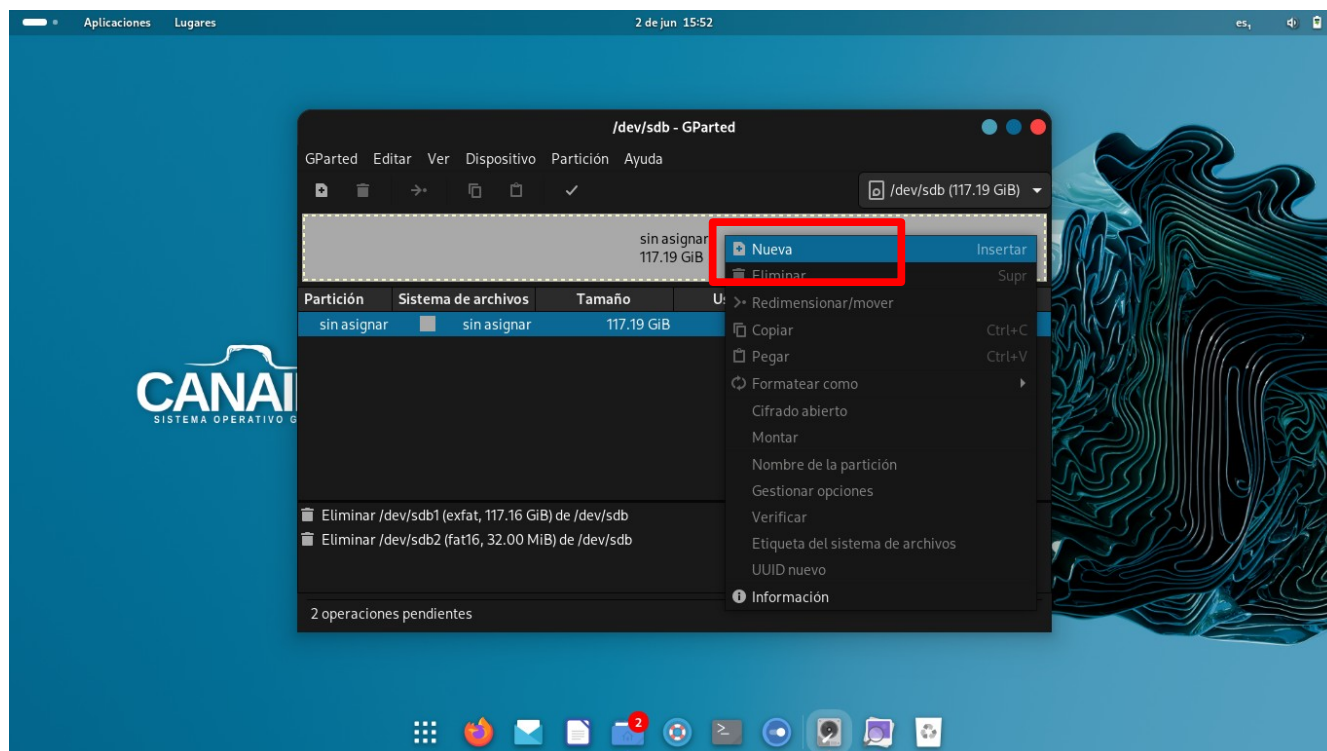 Aplicaciones Lugares 2 de jun 15:52 es₁
/dev/sdb - GParted
GParted Editar Ver Dispositivo Partición Ayuda
/dev/sdb (117.19 GiB)
sin asignar
117.19 GiB
Partición Sistema de archivos Tamaño
sin asignar sin asignar 117.19 GiB
Nueva Insertar
Eliminar Supr
Redimensionar/mover
Copiar Ctrl+C
Pegar Ctrl+V
Formatear como
Cifrado abierto
Montar
Nombre de la partición
Gestionar opciones
Verificar
Etiqueta del sistema de archivos
UUID nuevo
Información
CANAI
SISTEMA OPERATIVO G
Eliminar /dev/sdb1 (exfat, 117.16 GiB) de /dev/sdb
Eliminar /dev/sdb2 (fat16, 32.00 MiB) de /dev/sdb
2 operaciones pendientes
2